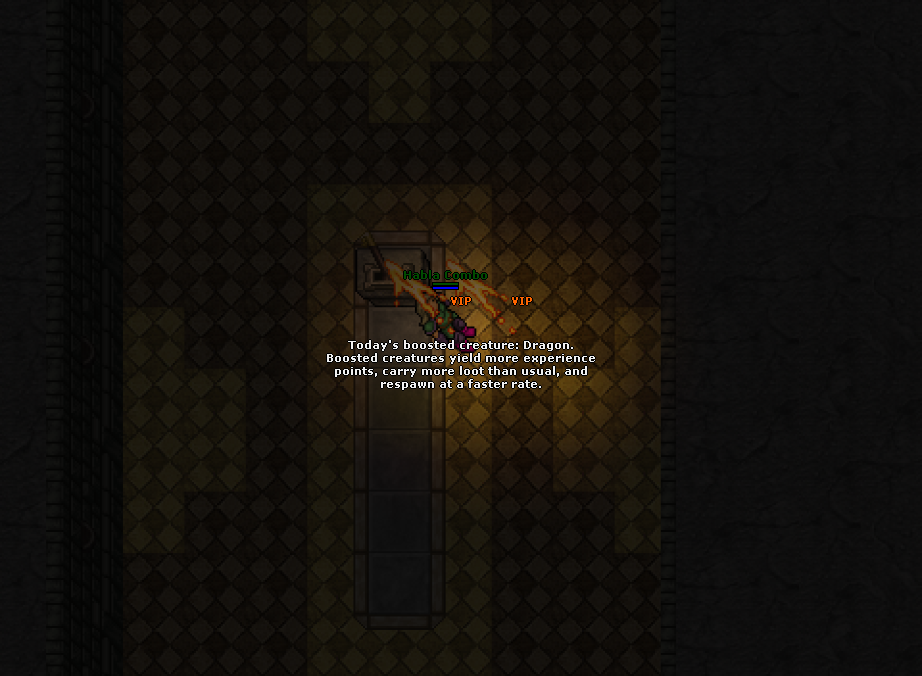 Habla Combo
VIP VIP
Today's boosted creature: Dragon.
Boosted creatures yield more experience
points, carry more loot than usual, and
respawn at a faster rate.